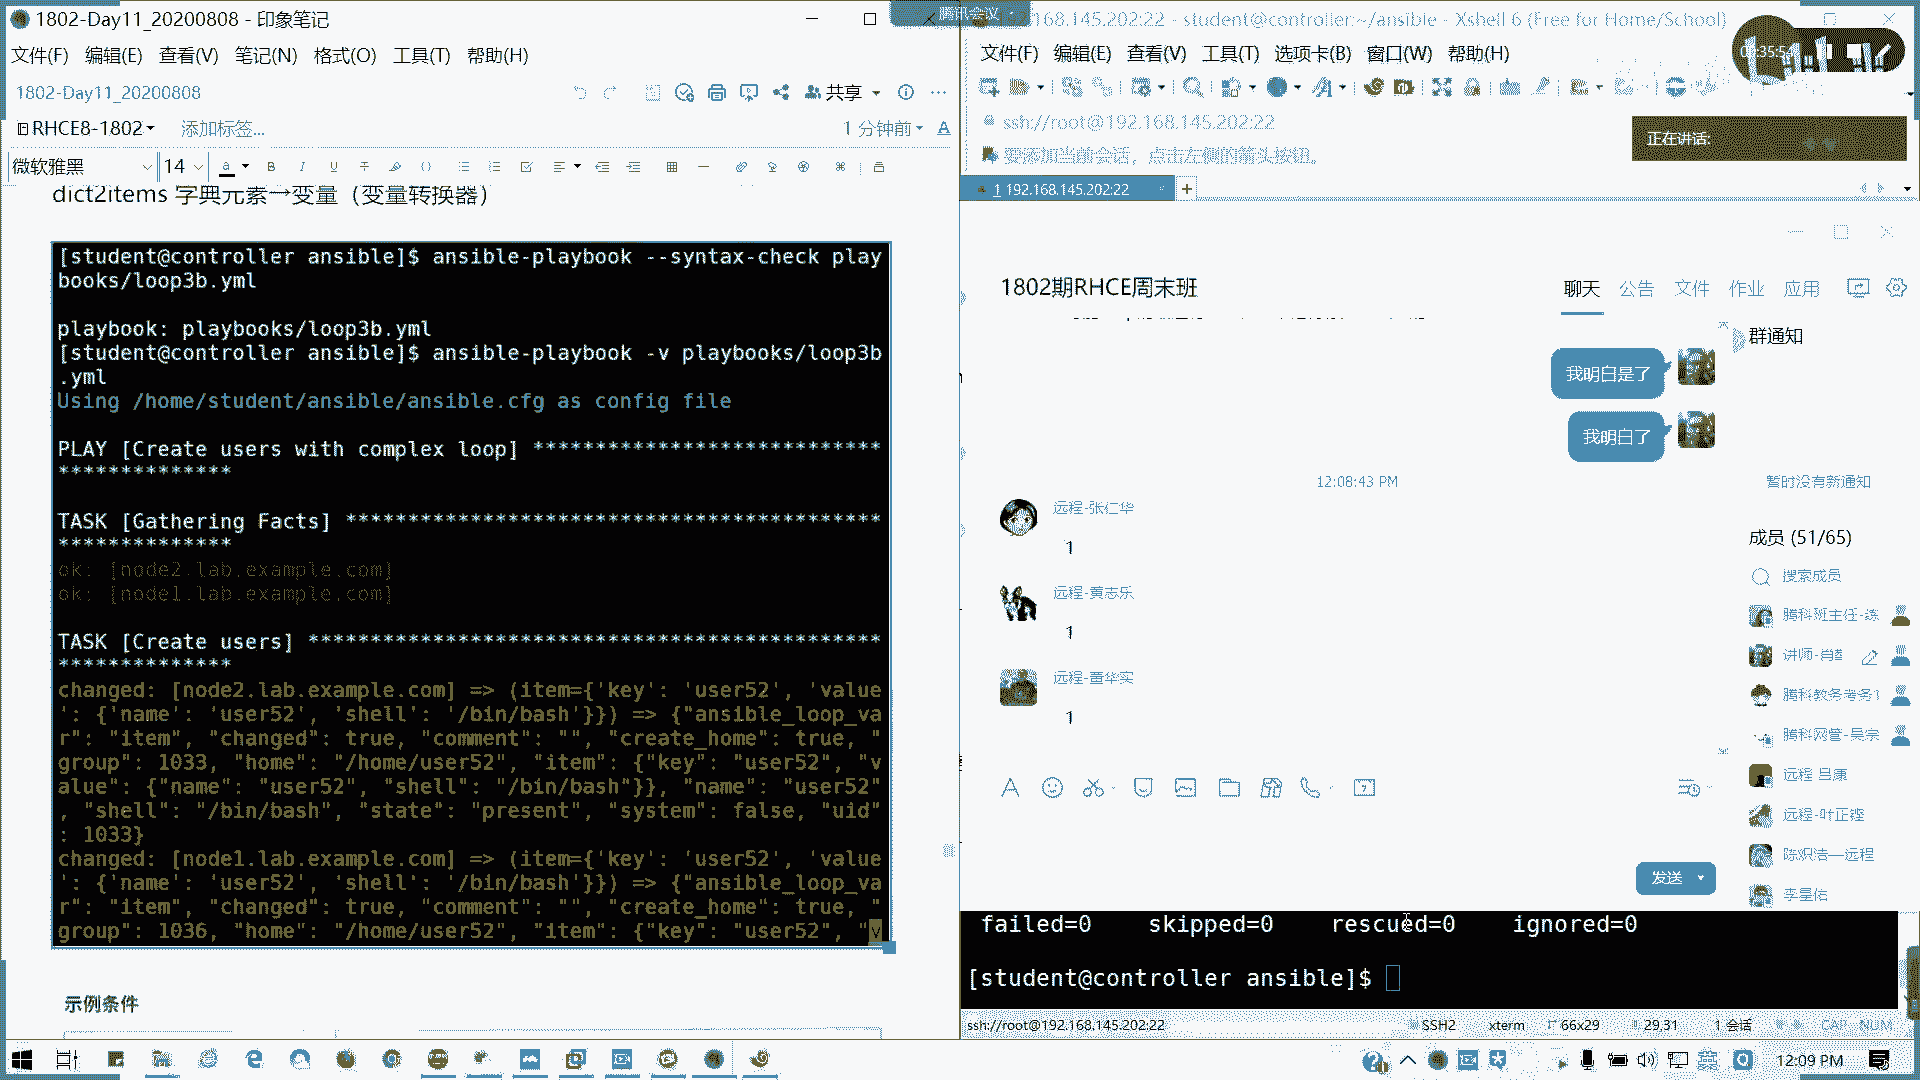 1802-Day11_20200808 - 印象笔记
文件(F) 编辑(E) 查看(V) 笔记(N) 格式(O) 工具(T) 帮助(H)
1802-Day11_20200808
共享
RHCE8-1802
添加标签...
1 分钟前
微软雅黑
14
dict2items 字典元素→变量（变量转换器）
[student@controller ansible]$ ansible-playbook --syntax-check play
books/loop3b.yml
playbook: playbooks/loop3b.yml
[student@controller ansible]$ ansible-playbook -v playbooks/loop3b
.yml
Using /home/student/ansible/ansible.cfg as config file
PLAY [Create users with complex loop] ****************************
**************
TASK [Gathering Facts] *******************************************
**************
ok: [node2.lab.example.com]
ok: [node1.lab.example.com]
TASK [Create users] **********************************************
**************
changed: [node2.lab.example.com] => (item={'key': 'user52', 'value
': {'name': 'user52', 'shell': '/bin/bash'}}) => {"ansible_loop_va
r": "item", "changed": true, "comment": "", "create_home": true, "
group": 1033, "home": "/home/user52", "item": {"key": "user52", "v
alue": {"name": "user52", "shell": "/bin/bash"}}, "name": "user52"
, "shell": "/bin/bash", "state": "present", "system": false, "uid"
: 1033}
changed: [node1.lab.example.com] => (item={'key': 'user52', 'value
': {'name': 'user52', 'shell': '/bin/bash'}}) => {"ansible_loop_va
r": "item", "changed": true, "comment": "", "create_home": true, "
group": 1036, "home": "/home/user52", "item": {"key": "user52", "v
示例条件
腾讯会议
168.145.202:22 - student@controller:~/ansible - Xshell 6 (Free for Home/School)
文件(F) 编辑(E) 查看(V) 工具(T) 选项卡(B) 窗口(W) 帮助(H)
ssh://root@192.168.145.202:22
要添加当前会话，点击左侧的箭头按钮。
正在讲话:
1 192.168.145.202:22
1802期RHCE周末班
聊天 公告 文件 作业 应用
我明白是了
我明白了
12:08:43 PM
远程-张仁华
1
远程-黄志乐
1
远程-董华实
1
发送
群通知
暂时没有新通知
成员 (51/65)
搜索成员
腾科班主任-
讲师-肖
腾科教务考务1
腾科网管-吴宗
远程 吕康
远程-叶正铿
远程
李星佑
failed=0 skipped=0 rescued=0 ignored=0
[student@controller ansible]$
ssh://root@192.168.145.202:22
SSH2 xterm 66x29 29,31 1 会话 CAP NUM
12:09 PM